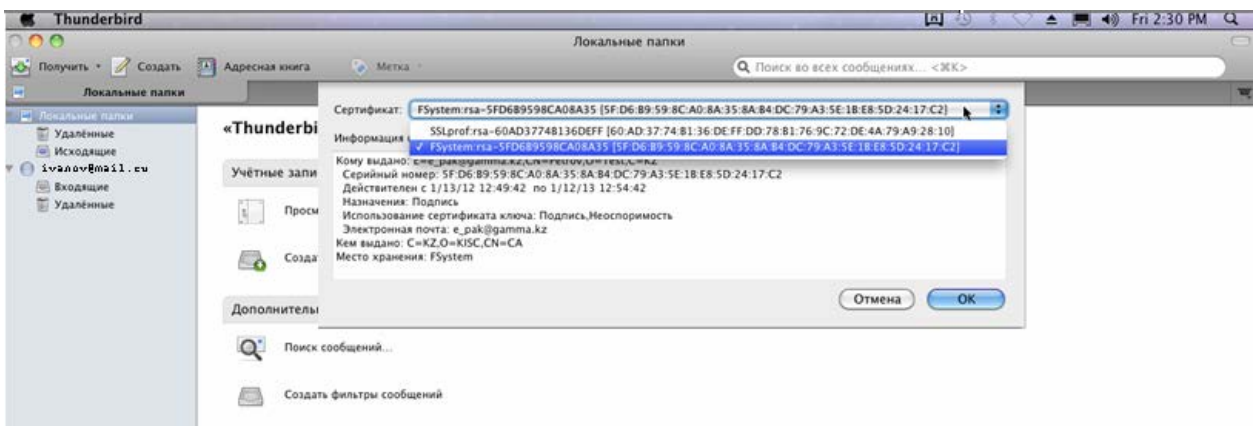 Thunderbird
Fri 2:30 PM
Локальные папки
Получить
Создать
Адресная книга
Метка
Поиск во всех сообщениях... <⌘K>
Локальные папки
Локальные папки
Удалённые
Исходящие
ivanov@mail.ru
Входящие
Удалённые
«Thunderbi
Учётные запи
Просм
Созда
Дополнитель
Поиск сообщений...
Создать фильтры сообщений
Сертификат: FSystem:rsa-5FD6B9598CA08A35 [5F:D6:B9:59:8C:A0:8A:35:8A:B4:DC:79:A3:5E:1B:E8:5D:24:17:C2]
SSLprof:rsa-60AD37748136DEFF [60:AD:37:74:81:36:DE:FF:DD:78:B1:76:9C:72:DE:4A:79:A9:28:10]
Информация
✓ FSystem:rsa-5FD6B9598CA08A35 [5F:D6:B9:59:8C:A0:8A:35:8A:B4:DC:79:A3:5E:1B:E8:5D:24:17:C2]
Кому выдано: E=e_pak@gamma.kz,CN=Petrov,O=Test,C=KZ
Серийный номер: 5F:D6:B9:59:8C:A0:8A:35:8A:B4:DC:79:A3:5E:1B:E8:5D:24:17:C2
Действителен с 1/13/12 12:49:42 по 1/12/13 12:54:42
Назначения: Подпись
Использование сертификата ключа: Подпись,Неоспоримость
Электронная почта: e_pak@gamma.kz
Кем выдано: C=KZ,O=KISC,CN=CA
Место хранения: FSystem
Отмена
OK